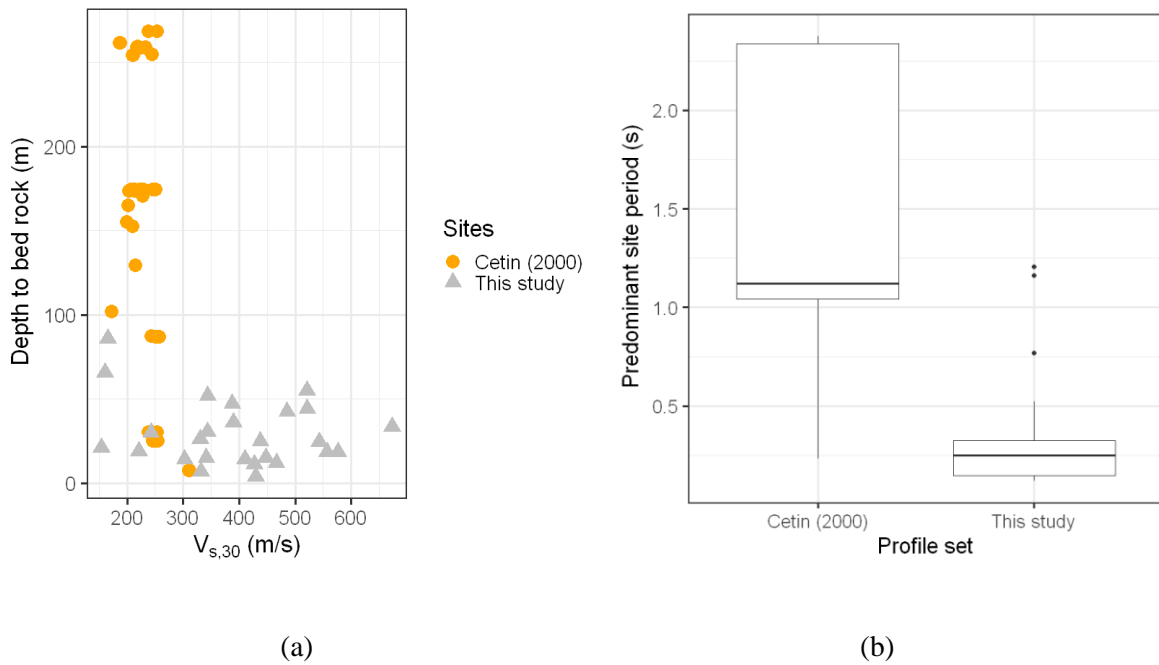 Depth to bed rock (m)
200
100
0
200 300 400 500 600
Vs,30 (m/s)
Sites
Cetin (2000)
This study
(a)
Predominant site period (s)
2.0
1.5
1.0
0.5
Cetin (2000) This study
Profile set
(b)